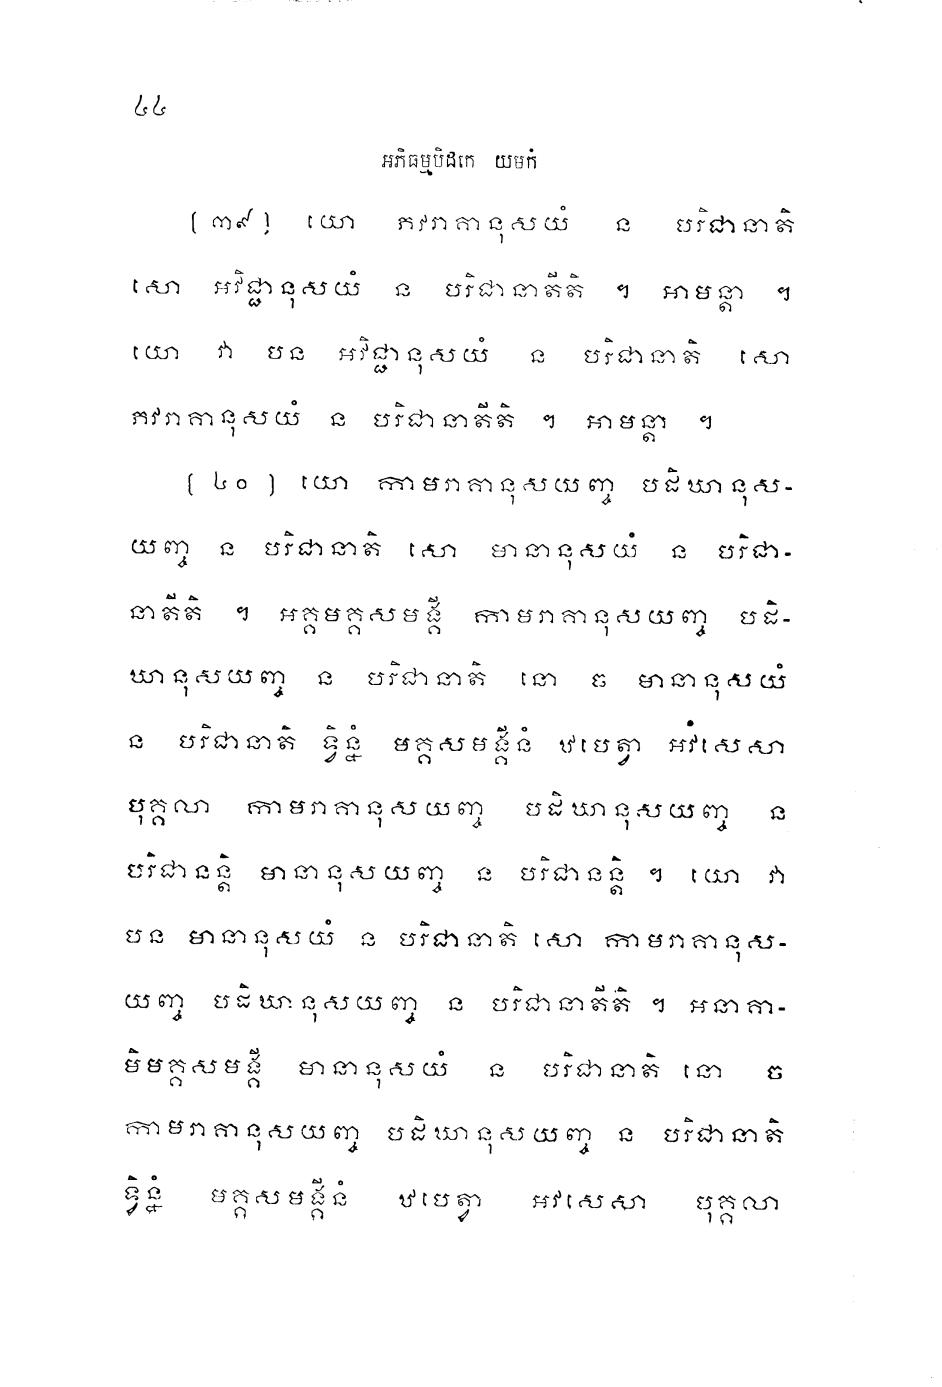 ៤៤
អភិធម្មបិដកេ យមកំ
(៣៩) យោ ភវរាគានុសយំ ន បរិជានាតិ
សោ អវិជ្ជានុសយំ ន បរិជានាតីតិ ។ អាមន្តា ។
យោ វា បន អវិជ្ជានុសយំ ន បរិជានាតិ សោ
ភវរាគានុសយំ ន បរិជានាតីតិ ។ អាមន្តា ។
(៤០) យោ កាមរាគានុសយញ្ច បដិឃានុស-
យញ្ច ន បរិជានាតិ សោ មានានុសយំ ន បរិជា-
នាតីតិ ។ អគ្គមគ្គសមង្គី កាមរាគានុសយញ្ច បដិ-
ឃានុសយញ្ច ន បរិជានាតិ នោ ច មានានុសយំ
ន បរិជានាតិ ទ្វិន្នំ មគ្គសមង្គីនំ ឋបេត្វា អវសេសា
បុគ្គលា កាមរាគានុសយញ្ច បដិឃានុសយញ្ច ន
បរិជានន្តិ មានានុសយញ្ច ន បរិជានន្តិ ។ យោ វា
បន មានានុសយំ ន បរិជានាតិ សោ កាមរាគានុស-
យញ្ច បដិឃានុសយញ្ច ន បរិជានាតីតិ ។ អនាគា-
មិមគ្គសមង្គី មានានុសយំ ន បរិជានាតិ នោ ច
កាមរាគានុសយញ្ច បដិឃានុសយញ្ច ន បរិជានាតិ
ទ្វិន្នំ មគ្គសមង្គីនំ ឋបេត្វា អវសេសា បុគ្គលា